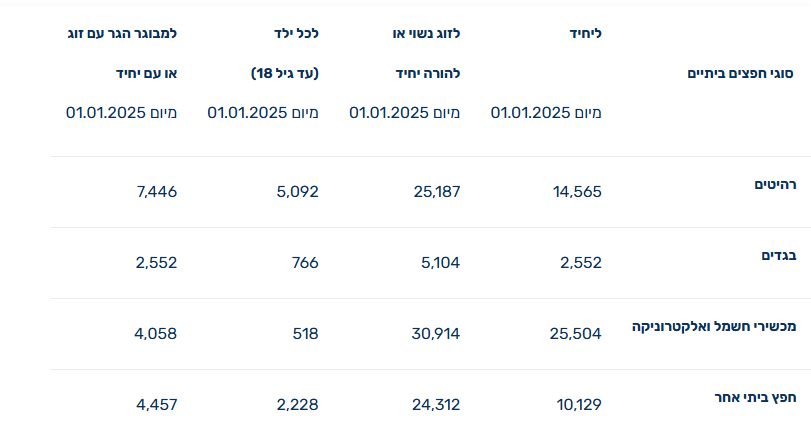 סוגי חפצים ביתיים
ליחיד
מיום 01.01.2025
לזוג נשוי או
להורה יחיד
מיום 01.01.2025
לכל ילד
(עד גיל 18)
מיום 01.01.2025
למבוגר הגר עם זוג
או עם יחיד
מיום 01.01.2025
רהיטים 14,565 25,187 5,092 7,446
בגדים 2,552 5,104 766 2,552
מכשירי חשמל ואלקטרוניקה 25,504 30,914 518 4,058
חפץ ביתי אחר 10,129 24,312 2,228 4,457